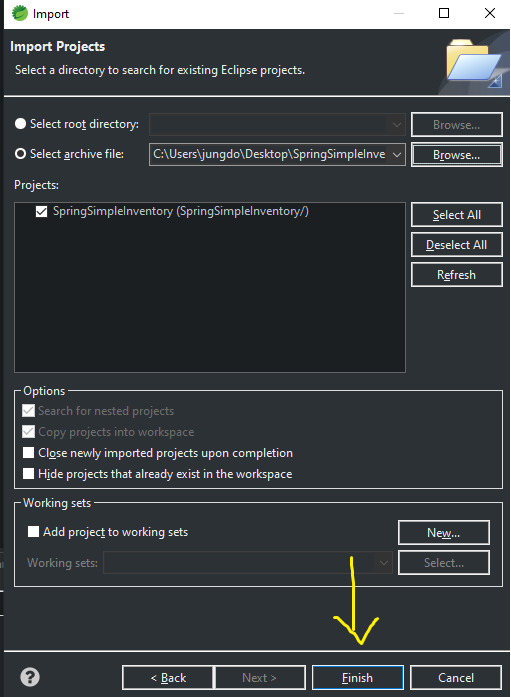 Import
Import Projects
Select a directory to search for existing Eclipse projects.
Select root directory:
Browse...
Select archive file:
C:\Users\jungdo\Desktop\SpringSimpleInve
Browse...
Projects:
SpringSimpleInventory (SpringSimpleInventory/)
Select All
Deselect All
Refresh
Options
Search for nested projects
Copy projects into workspace
Close newly imported projects upon completion
Hide projects that already exist in the workspace
Working sets
Add project to working sets
New...
Working sets:
Select...
?
< Back
Next >
Finish
Cancel